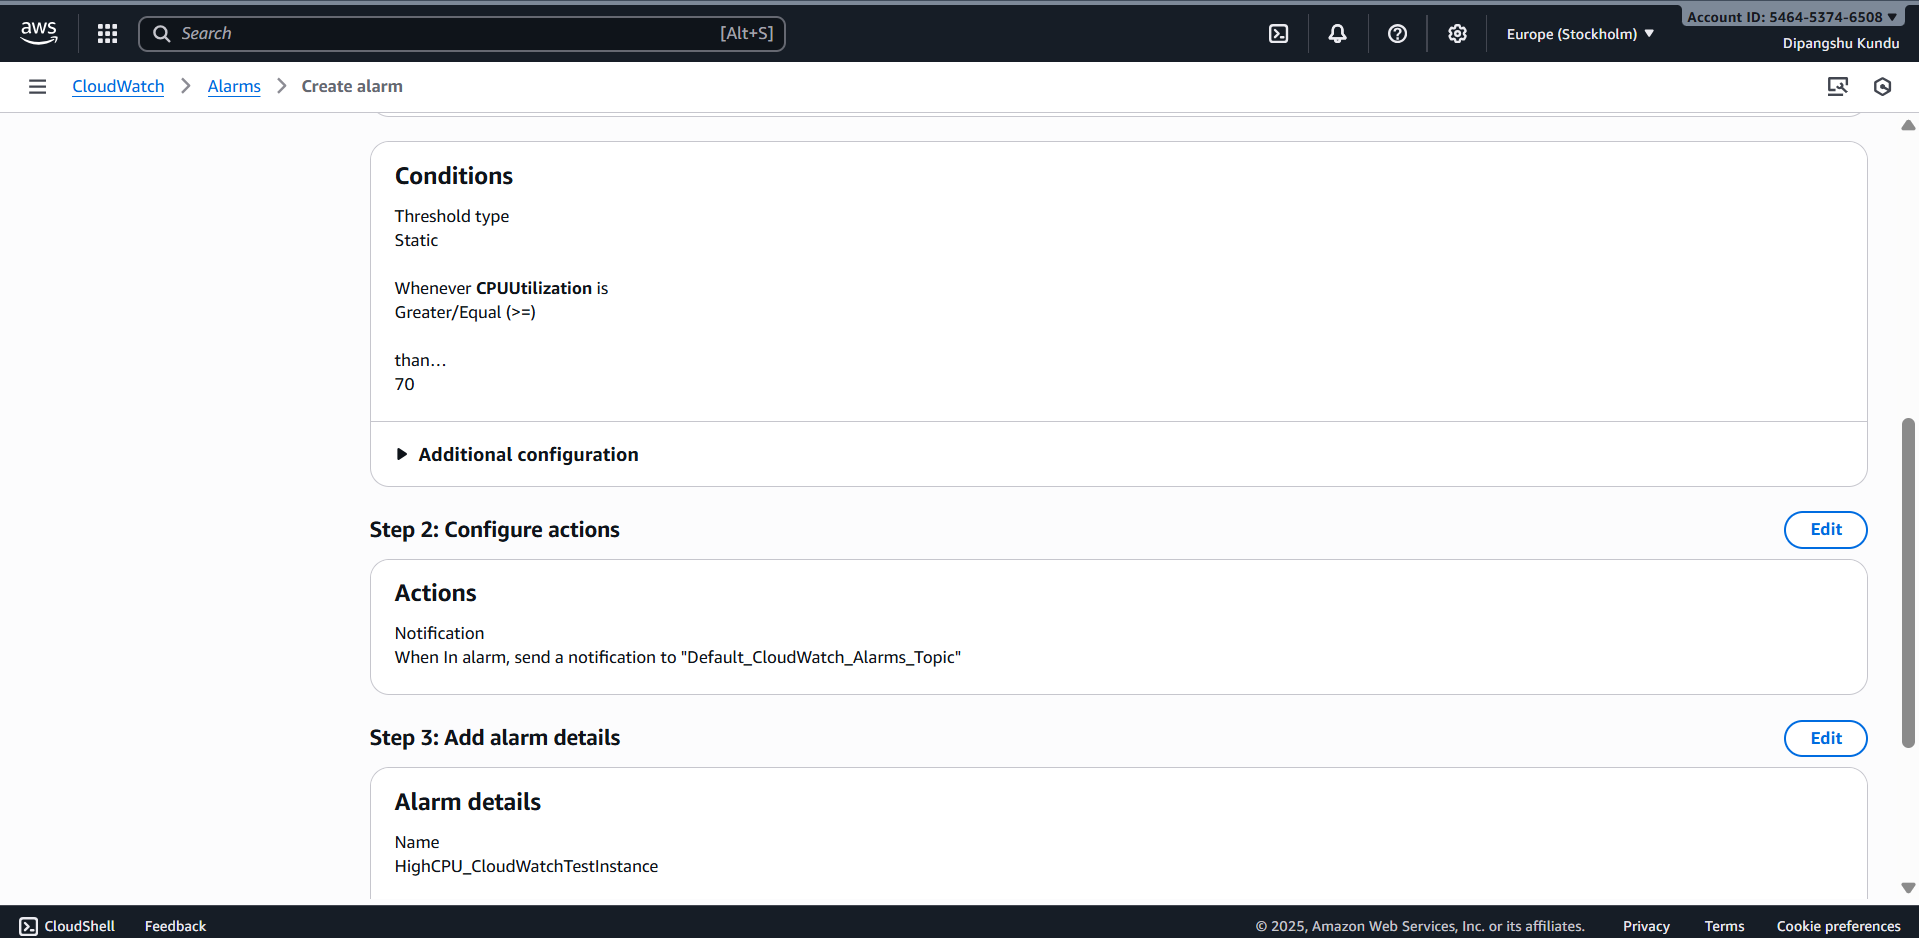 aws
Search
[Alt+S]
Europe (Stockholm)
Account ID: 5464-5374-6508
Dipangshu Kundu
CloudWatch
Alarms
Create alarm
Conditions
Threshold type
Static
Whenever CPUUtilization is
Greater/Equal (>=)
than…
70
Additional configuration
Step 2: Configure actions
Edit
Actions
Notification
When In alarm, send a notification to "Default_CloudWatch_Alarms_Topic"
Step 3: Add alarm details
Edit
Alarm details
Name
HighCPU_CloudWatchTestInstance
CloudShell
Feedback
© 2025, Amazon Web Services, Inc. or its affiliates.
Privacy
Terms
Cookie preferences